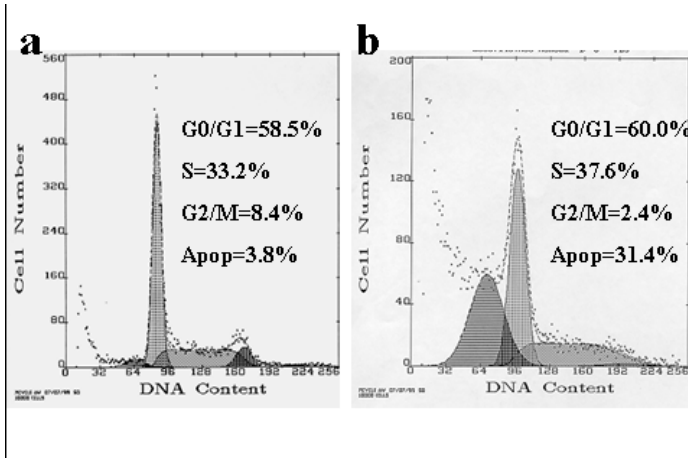 a
560
480
400
320
240
160
80
0
Cell Number
G0/G1=58.5%
S=33.2%
G2/M=8.4%
Apop=3.8%
0 32 64 96 128 160 192 224 256
DNA Content
b
200
160
120
80
40
0
Cell Number
G0/G1=60.0%
S=37.6%
G2/M=2.4%
Apop=31.4%
0 32 64 96 128 160 192 224 256
DNA Content